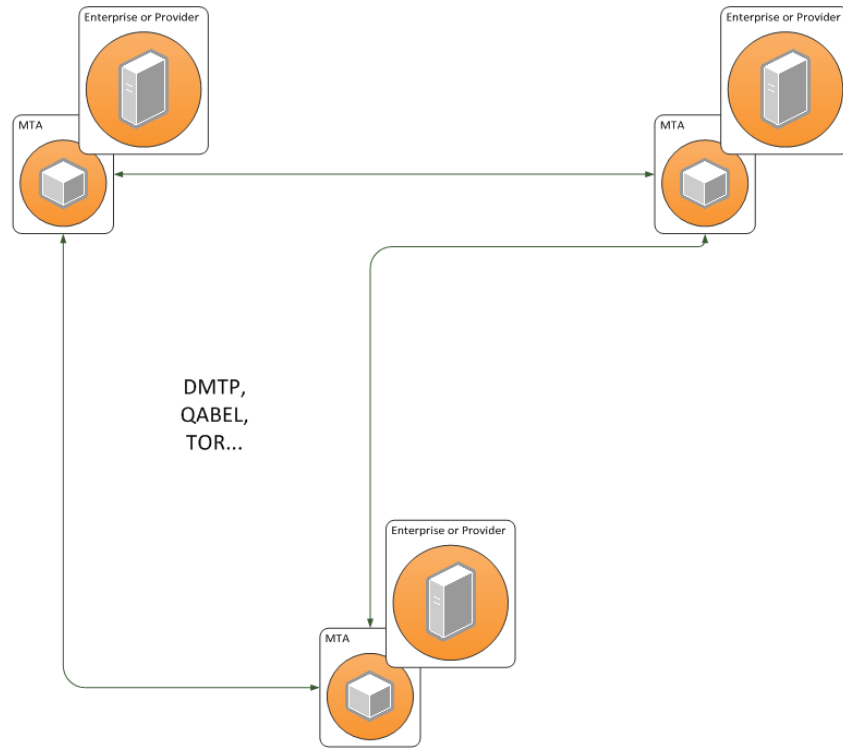 Enterprise or Provider
Enterprise or Provider
MTA
MTA
DMTP,
QABEL,
TOR...
Enterprise or Provider
MTA